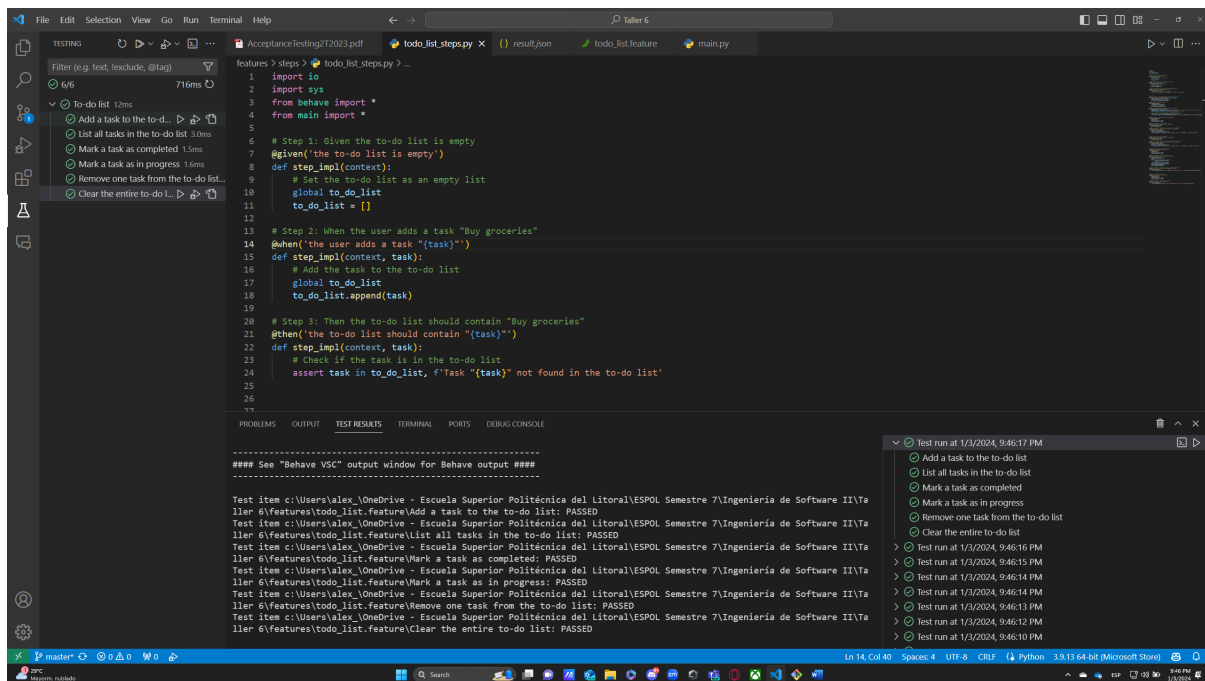 File Edit Selection View Go Run Terminal Help
Taller 6
TESTING
Filter (e.g. text, !exclude, @tag)
6/6 716ms
To-do list 12ms
Add a task to the to-d...
List all tasks in the to-do list 3.0ms
Mark a task as completed 1.5ms
Mark a task as in progress 1.6ms
Remove one task from the to-do list...
Clear the entire to-do l...
AcceptanceTesting2T2023.pdf todo_list_steps.py result.json todo_list.feature main.py
features > steps > todo_list_steps.py > ...
1 import io
2 import sys
3 from behave import *
4 from main import *
5
6 # Step 1: Given the to-do list is empty
7 @given('the to-do list is empty')
8 def step_impl(context):
9 # Set the to-do list as an empty list
10 global to_do_list
11 to_do_list = []
12
13 # Step 2: When the user adds a task "Buy groceries"
14 @when('the user adds a task "{task}"')
15 def step_impl(context, task):
16 # Add the task to the to-do list
17 global to_do_list
18 to_do_list.append(task)
19
20 # Step 3: Then the to-do list should contain "Buy groceries"
21 @then('the to-do list should contain "{task}"')
22 def step_impl(context, task):
23 # Check if the task is in the to-do list
24 assert task in to_do_list, f'Task "{task}" not found in the to-do list'
25
26
27
PROBLEMS OUTPUT TEST RESULTS TERMINAL PORTS DEBUG CONSOLE
--------------------------------------------------------
#### See "Behave VSC" output window for Behave output ####
--------------------------------------------------------
Test item c:\Users\alex_\OneDrive - Escuela Superior Politécnica del Litoral\ESPOL Semestre 7\Ingeniería de Software II\Ta
ller 6\features\todo_list.feature\Add a task to the to-do list: PASSED
Test item c:\Users\alex_\OneDrive - Escuela Superior Politécnica del Litoral\ESPOL Semestre 7\Ingeniería de Software II\Ta
ller 6\features\todo_list.feature\List all tasks in the to-do list: PASSED
Test item c:\Users\alex_\OneDrive - Escuela Superior Politécnica del Litoral\ESPOL Semestre 7\Ingeniería de Software II\Ta
ller 6\features\todo_list.feature\Mark a task as completed: PASSED
Test item c:\Users\alex_\OneDrive - Escuela Superior Politécnica del Litoral\ESPOL Semestre 7\Ingeniería de Software II\Ta
ller 6\features\todo_list.feature\Mark a task as in progress: PASSED
Test item c:\Users\alex_\OneDrive - Escuela Superior Politécnica del Litoral\ESPOL Semestre 7\Ingeniería de Software II\Ta
ller 6\features\todo_list.feature\Remove one task from the to-do list: PASSED
Test item c:\Users\alex_\OneDrive - Escuela Superior Politécnica del Litoral\ESPOL Semestre 7\Ingeniería de Software II\Ta
ller 6\features\todo_list.feature\Clear the entire to-do list: PASSED
Test run at 1/3/2024, 9:46:17 PM
Add a task to the to-do list
List all tasks in the to-do list
Mark a task as completed
Mark a task as in progress
Remove one task from the to-do list
Clear the entire to-do list
Test run at 1/3/2024, 9:46:16 PM
Test run at 1/3/2024, 9:46:15 PM
Test run at 1/3/2024, 9:46:14 PM
Test run at 1/3/2024, 9:46:14 PM
Test run at 1/3/2024, 9:46:13 PM
Test run at 1/3/2024, 9:46:12 PM
Test run at 1/3/2024, 9:46:10 PM
master* 0 0 0 Ln 14, Col 40 Spaces: 4 UTF-8 CRLF Python 3.9.13 64-bit (Microsoft Store)
29°C
Mayorm. nublado
Search
ESP
9:46 PM
1/3/2024